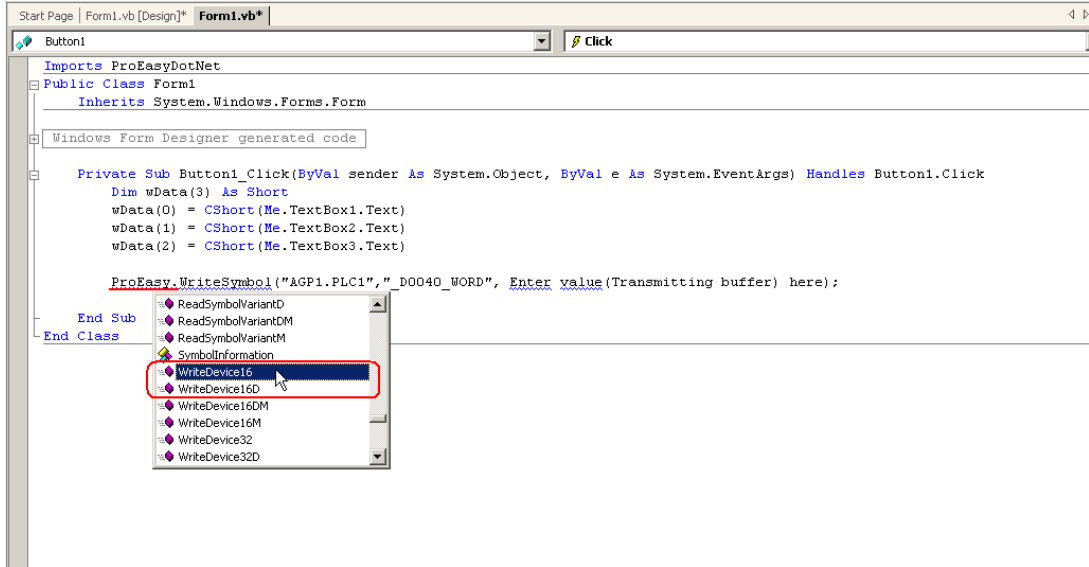 Start Page | Form1.vb [Design]* | Form1.vb*
Button1 Click
Imports ProEasyDotNet
Public Class Form1
Inherits System.Windows.Forms.Form
Windows Form Designer generated code
Private Sub Button1_Click(ByVal sender As System.Object, ByVal e As System.EventArgs) Handles Button1.Click
Dim wData(3) As Short
wData(0) = CShort(Me.TextBox1.Text)
wData(1) = CShort(Me.TextBox2.Text)
wData(2) = CShort(Me.TextBox3.Text)
ProEasy.WriteSymbol("AGP1.PLC1","_D0040_WORD", Enter value(Transmitting buffer) here);
ReadSymbolVariantD
End Sub
ReadSymbolVariantDM
End Class
ReadSymbolVariantM
SymbolInformation
WriteDevice16
WriteDevice16D
WriteDevice16DM
WriteDevice16M
WriteDevice32
WriteDevice32D